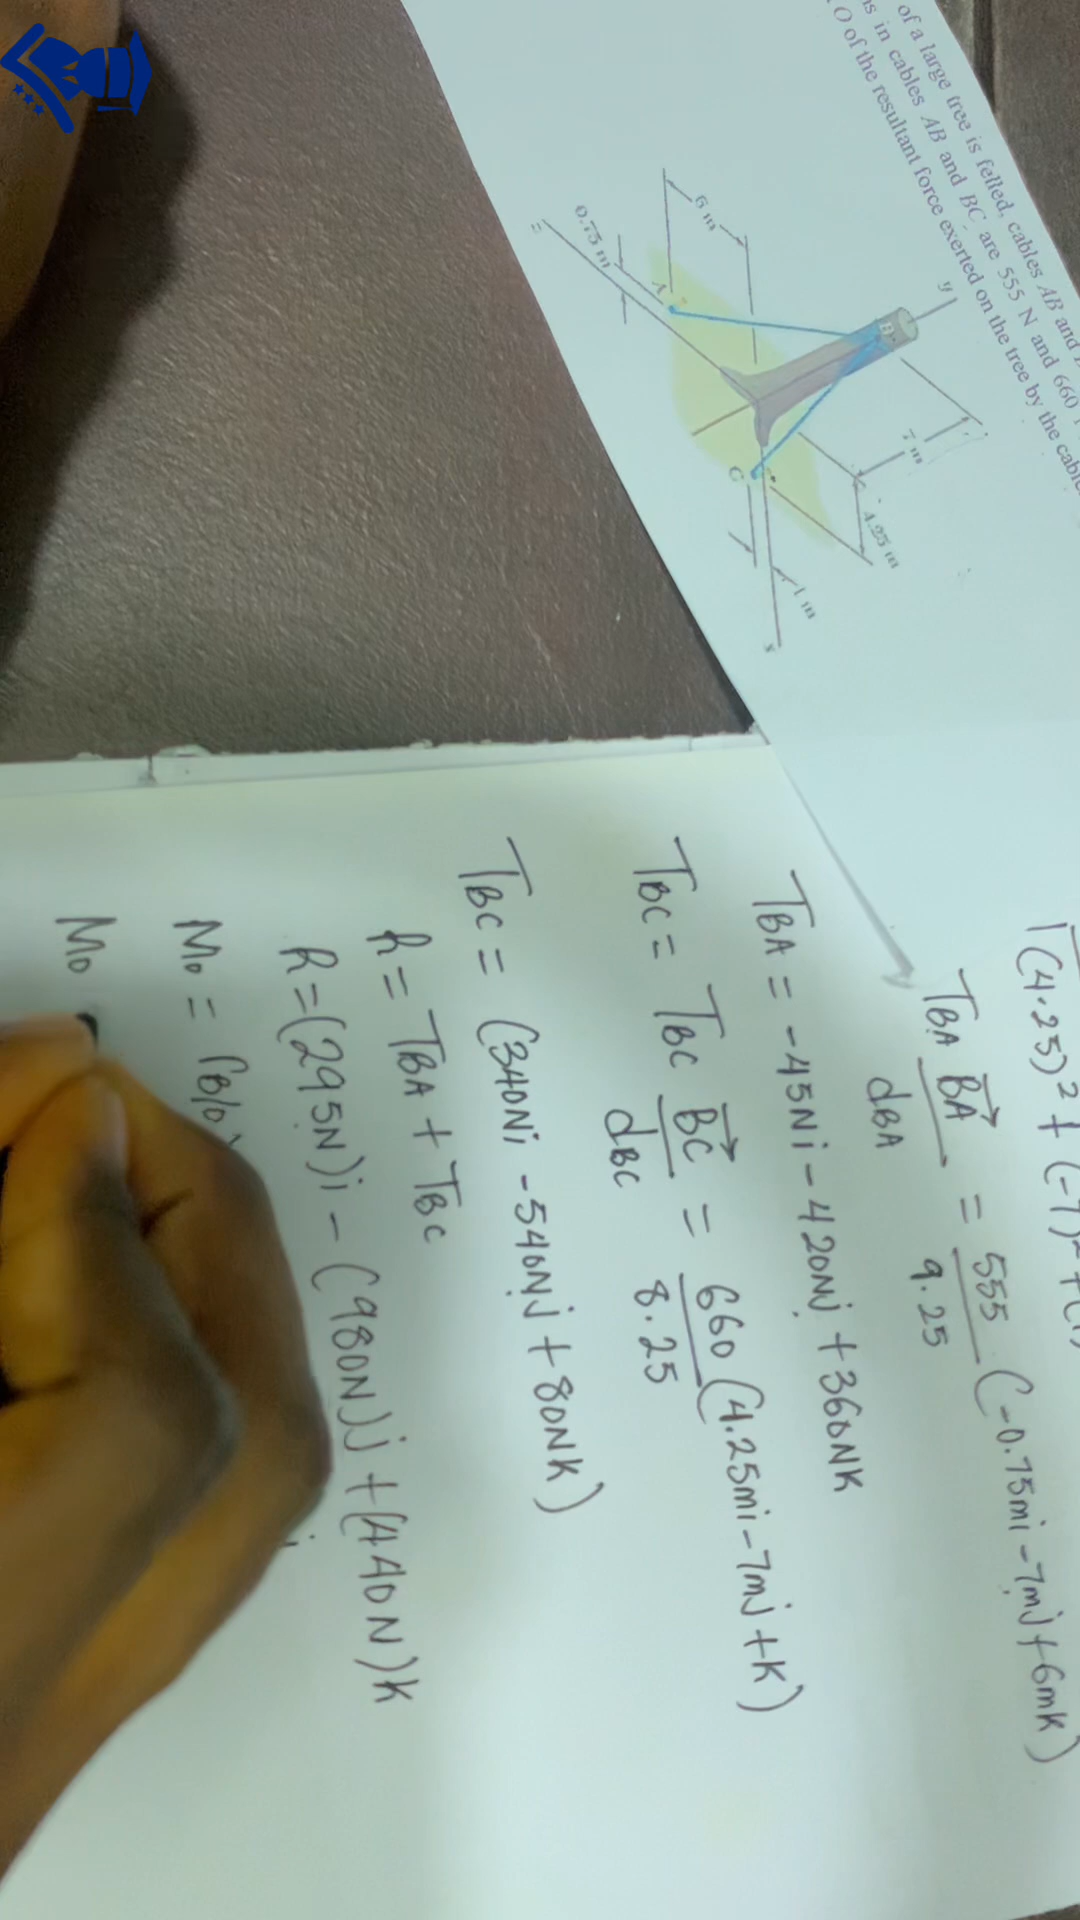 of a large tree is felled, cables AB and
in cables AB and BC are 555 N and 660
O of the resultant force exerted on the tree by the
y
B
7 m
4.25 m
6 m
A
0.75 m
C
1 m
x
√(4.25)² + (-7)² +
TBA BA/dBA = 555/9.25 (-0.75mi - 7mj + 6mk)
TBA = -45Ni - 420Nj + 360NK
TBC = TBC BC/dBC = 660/8.25 (4.25mi - 7mj + K)
TBC = (340Ni - 540Nj + 80NK)
R = TBA + TBC
R = (295N)i - (980N)j + (440N)k
Mo = rB/o
Mo